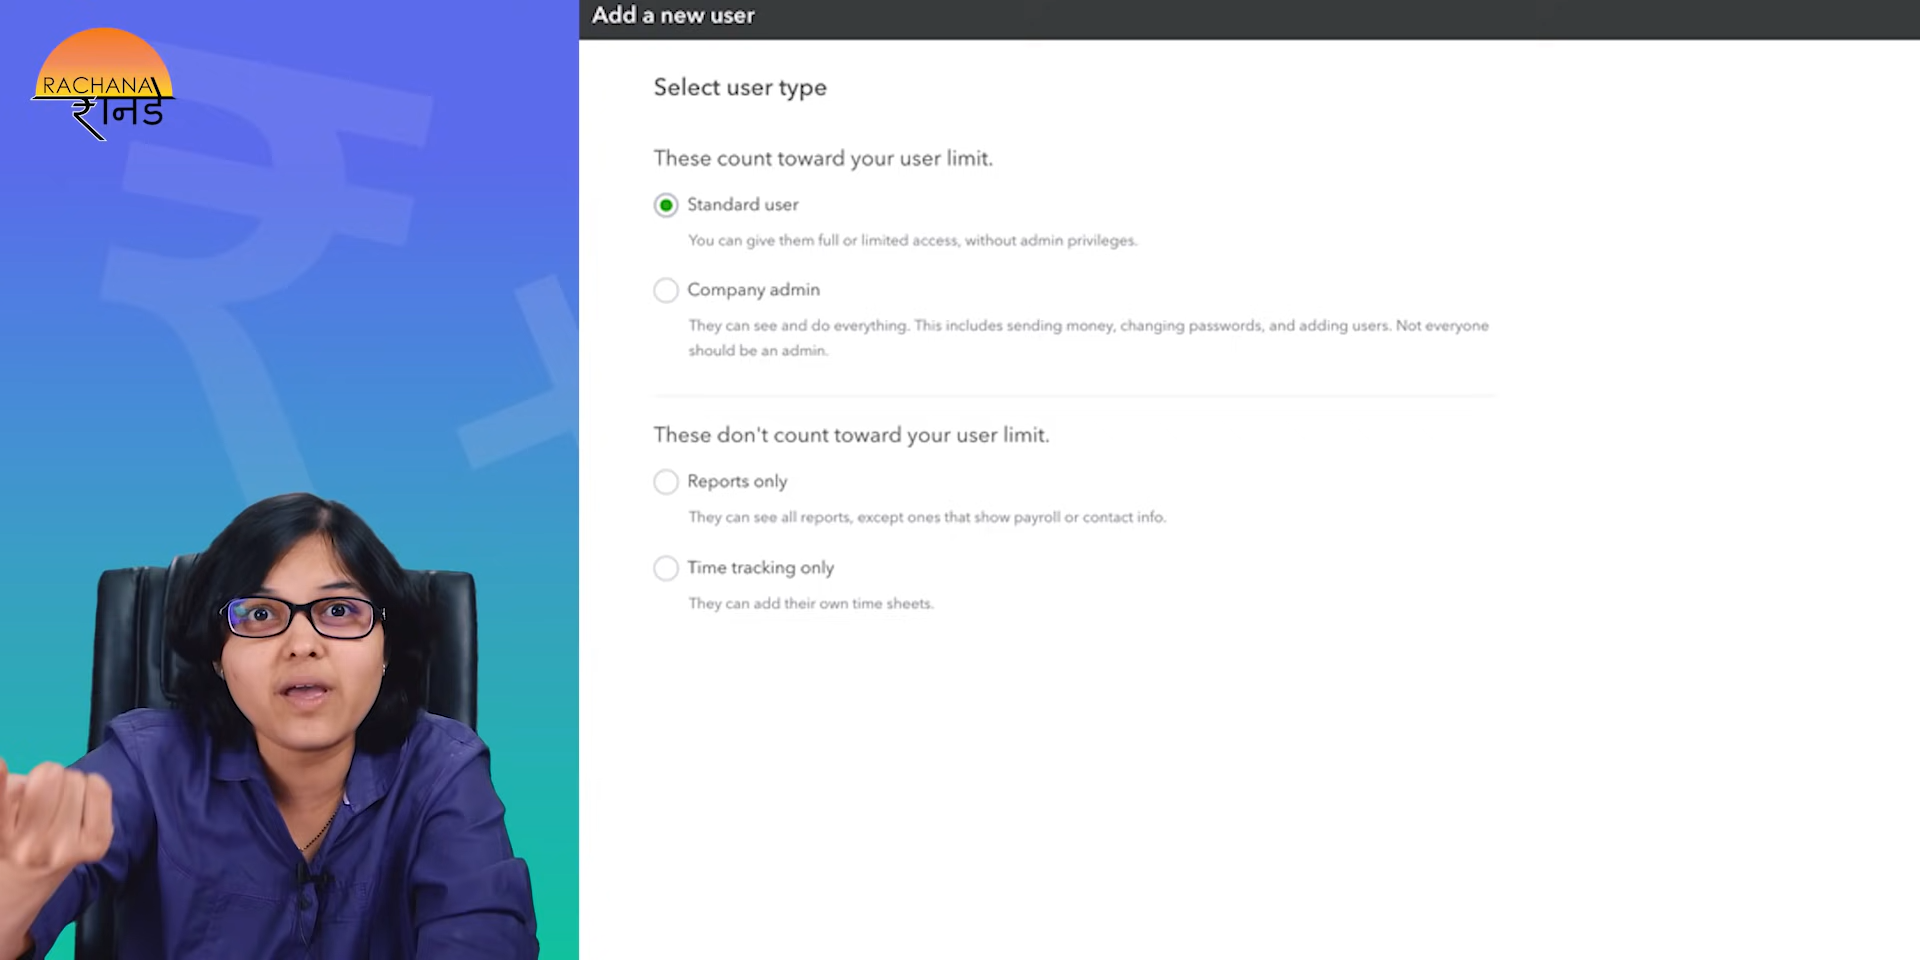 RACHANA
रानडे
Add a new user
Select user type
These count toward your user limit.
Standard user
You can give them full or limited access, without admin privileges.
Company admin
They can see and do everything. This includes sending money, changing passwords, and adding users. Not everyone
should be an admin.
These don't count toward your user limit.
Reports only
They can see all reports, except ones that show payroll or contact info.
Time tracking only
They can add their own time sheets.